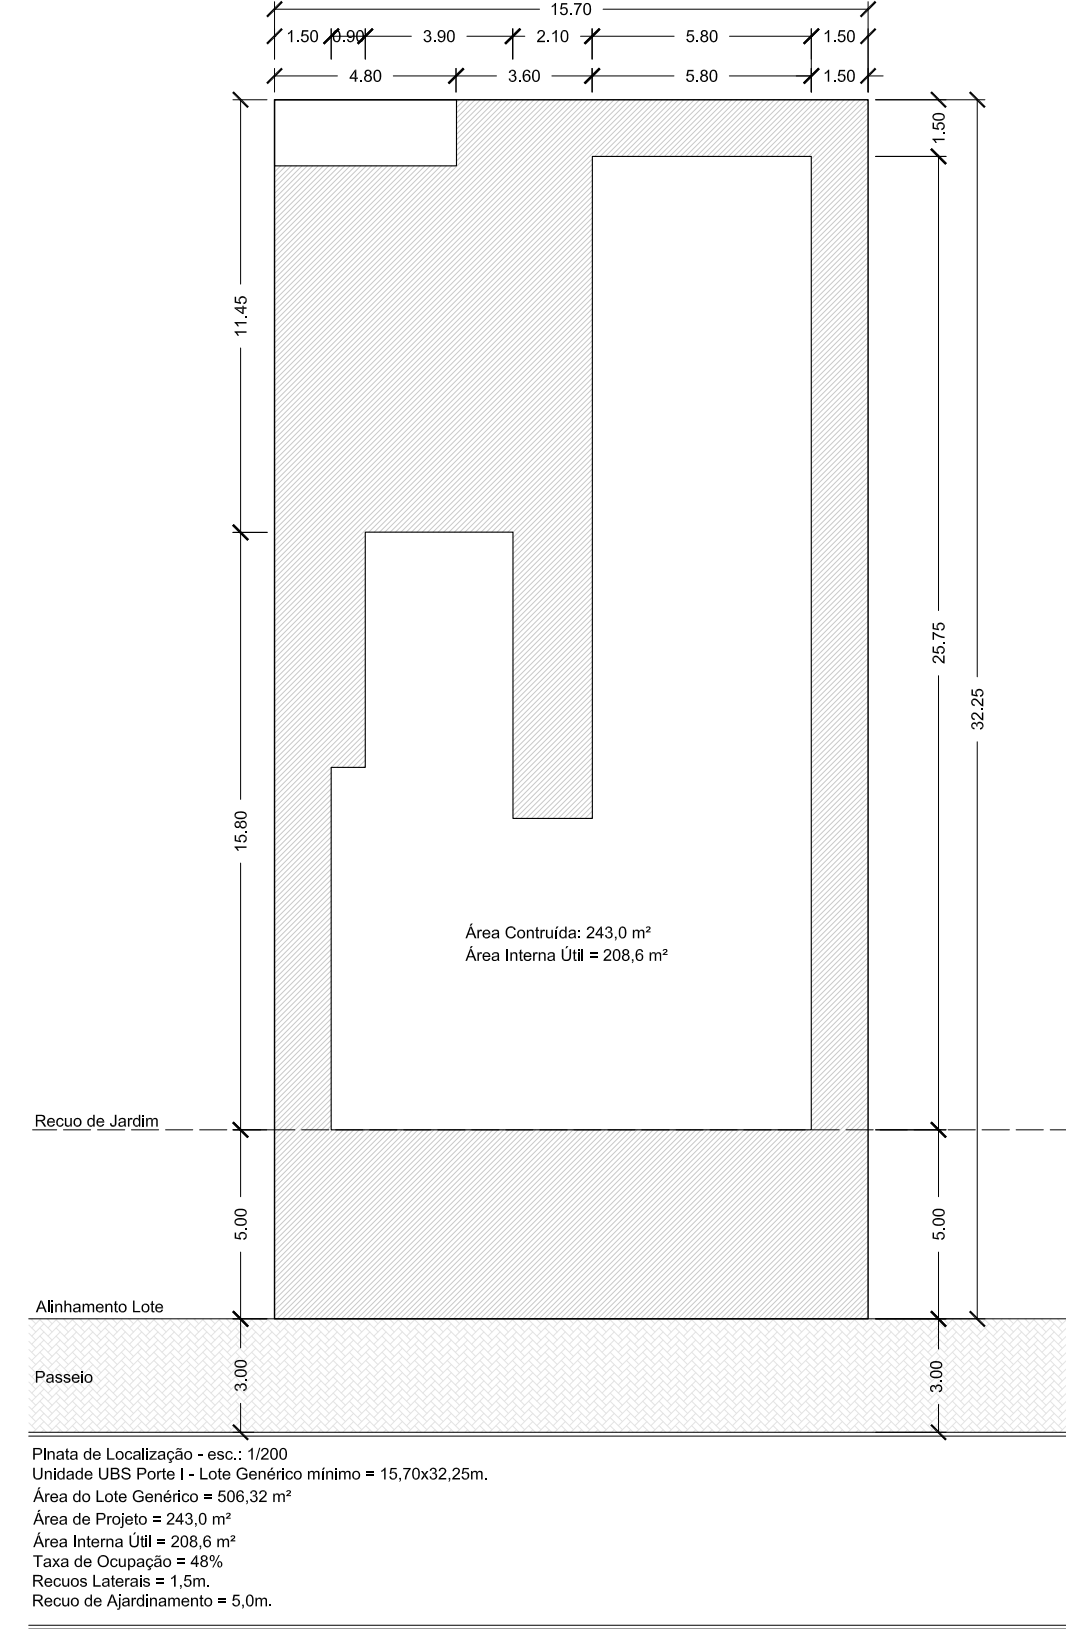 15.70
1.50 0.90 3.90 2.10 5.80 1.50
4.80 3.60 5.80 1.50
1.50
11.45
25.75
32.25
15.80
Área Contruída: 243,0 m²
Área Interna Útil = 208,6 m²
Recuo de Jardim
5.00 5.00
Alinhamento Lote
Passeio
3.00 3.00
Plnata de Localização - esc.: 1/200
Unidade UBS Porte I - Lote Genérico mínimo = 15,70x32,25m.
Área do Lote Genérico = 506,32 m²
Área de Projeto = 243,0 m²
Área Interna Útil = 208,6 m²
Taxa de Ocupação = 48%
Recuos Laterais = 1,5m.
Recuo de Ajardinamento = 5,0m.